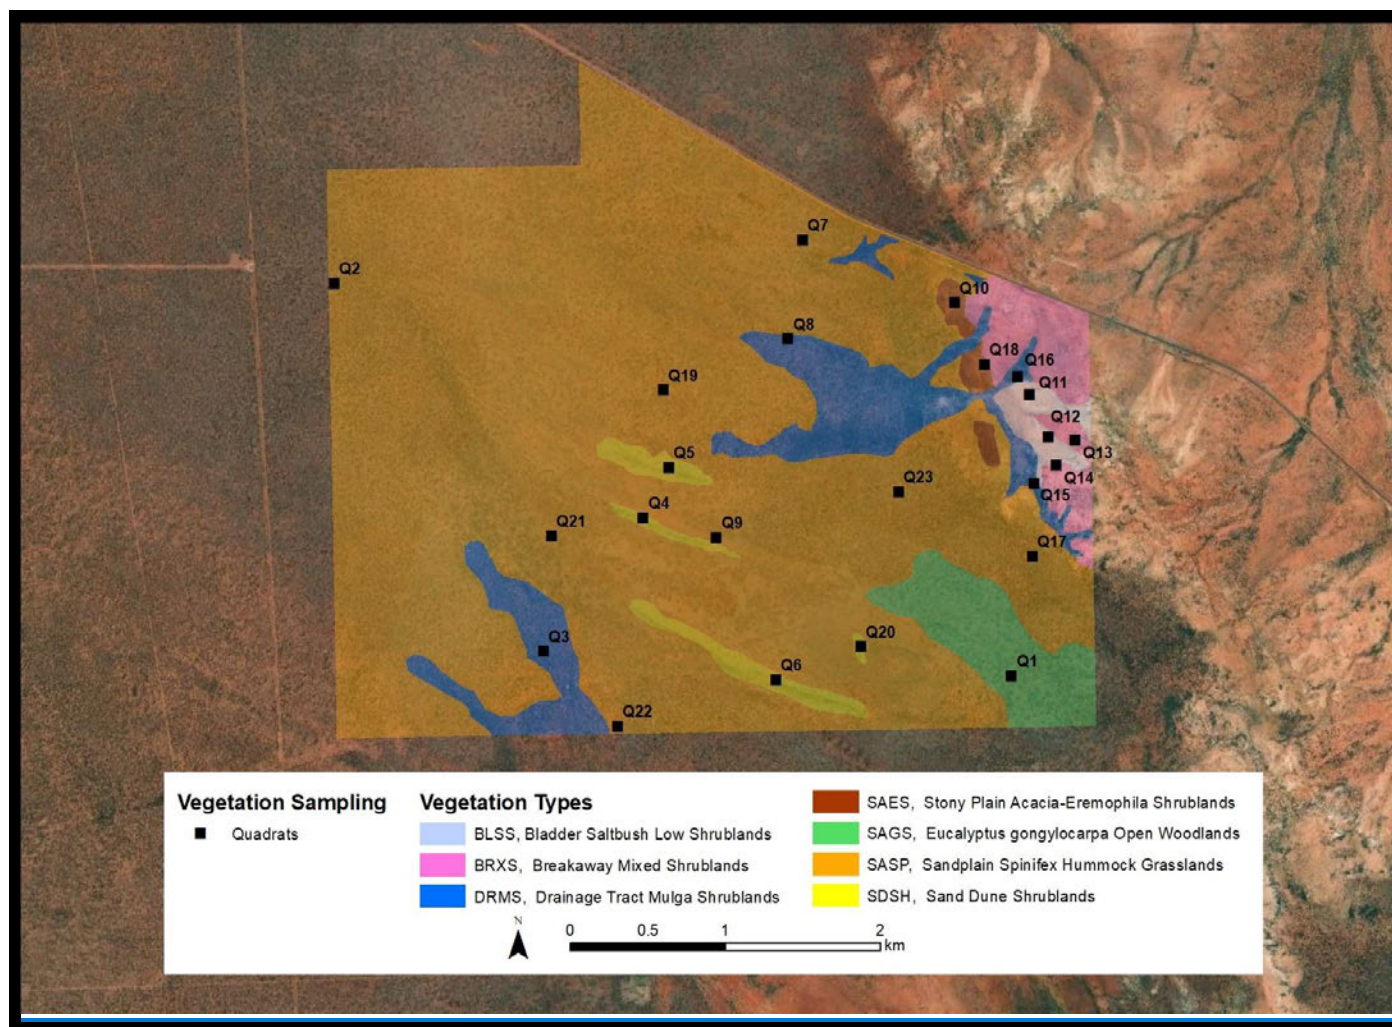 Q7
Q2
Q10
Q8
Q18
Q16
Q19
Q11
Q12
Q5
Q13
Q14
Q23
Q15
Q4
Q21
Q9
Q17
Q3
Q20
Q6
Q1
Q22
Vegetation Sampling
Quadrats
Vegetation Types
BLSS, Bladder Saltbush Low Shrublands
BRXS, Breakaway Mixed Shrublands
DRMS, Drainage Tract Mulga Shrublands
SAES, Stony Plain Acacia-Eremophila Shrublands
SAGS, Eucalyptus gongylocarpa Open Woodlands
SASP, Sandplain Spinifex Hummock Grasslands
SDSH, Sand Dune Shrublands
N
0 0.5 1 2
km